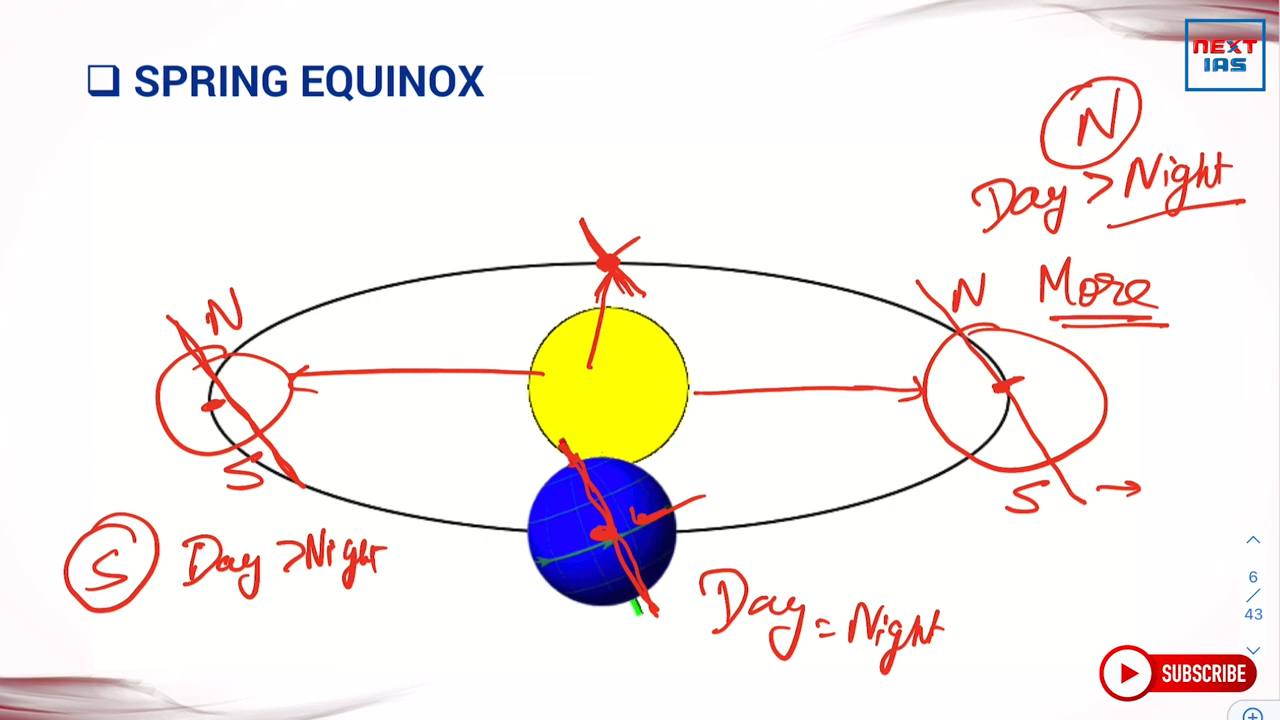 ❑ SPRING EQUINOX
NEXT
IAS
N
Day > Night
More
N
N
S
S
S
Day > Night
Day = Night
6
/
43
SUBSCRIBE